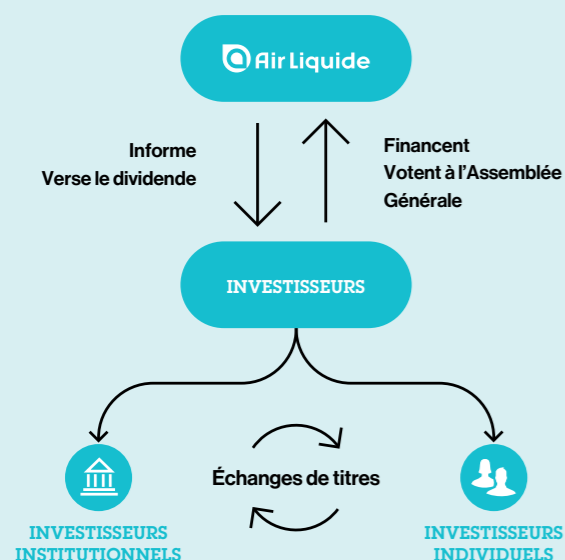 Air Liquide
Informe
Verse le dividende
Financent
Votent à l'Assemblée
Générale
INVESTISSEURS
Échanges de titres
INVESTISSEURS
INSTITUTIONNELS
INVESTISSEURS
INDIVIDUELS